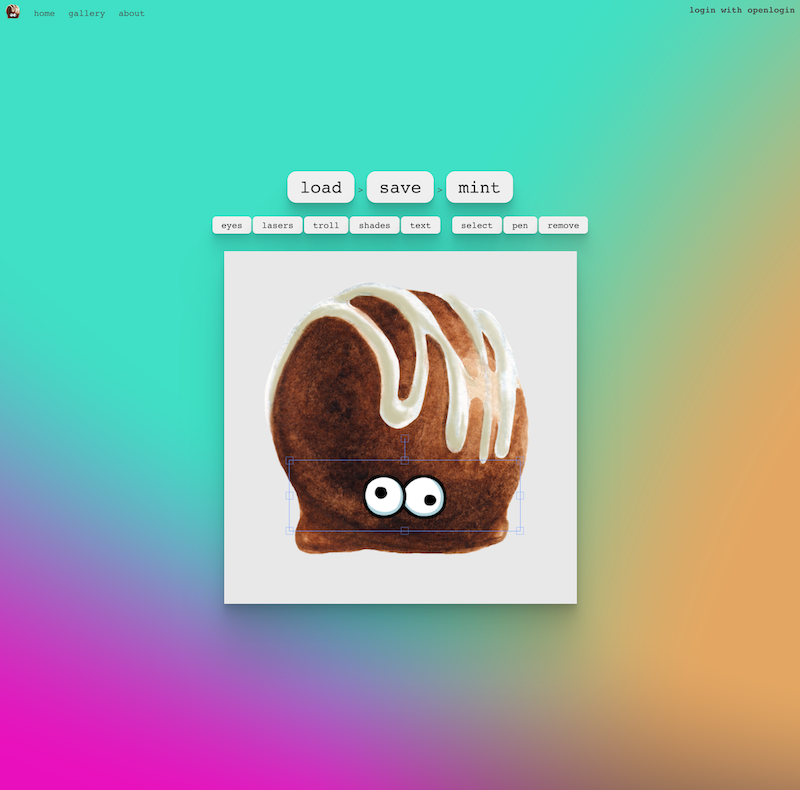 home gallery about login with openlogin
load > save > mint
eyes lasers troll shades text select pen remove